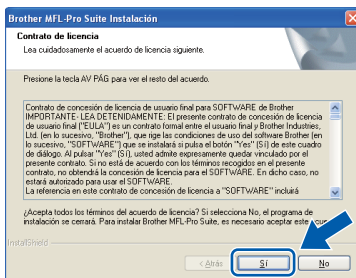 Brother MFL-Pro Suite Instalación
Contrato de licencia
Lea cuidadosamente el acuerdo de licencia siguiente.
Presione la tecla AV PÁG para ver el resto del acuerdo.
Contrato de concesión de licencia de usuario final para SOFTWARE de Brother
IMPORTANTE- LEA DETENIDAMENTE: El presente contrato de concesión de licencia
de usuario final ("EULA") es un contrato formal entre el usuario final y Brother Industries,
Ltd. (en lo sucesivo, "Brother"), que rige las condiciones de uso del software Brother (en
lo sucesivo, "SOFTWARE") que se instalará si pulsa el botón "Yes" (Sí) de este cuadro
de diálogo. Al pulsar "Yes" (Sí), usted admite expresamente quedar vinculado por el
presente contrato. Si no está de acuerdo con los términos recogidos en el presente
contrato, no obtendrá la concesión de licencia para el SOFTWARE. En dicho caso, no
estará autorizado para usar el SOFTWARE.
La referencia en este contrato de concesión de licencia a "SOFTWARE" incluirá
¿Acepta todos los términos del acuerdo de licencia? Si selecciona No, el programa de
instalación se cerrará. Para instalar Brother MFL-Pro Suite, es necesario aceptar este
InstallShield
< Atrás
Sí
No